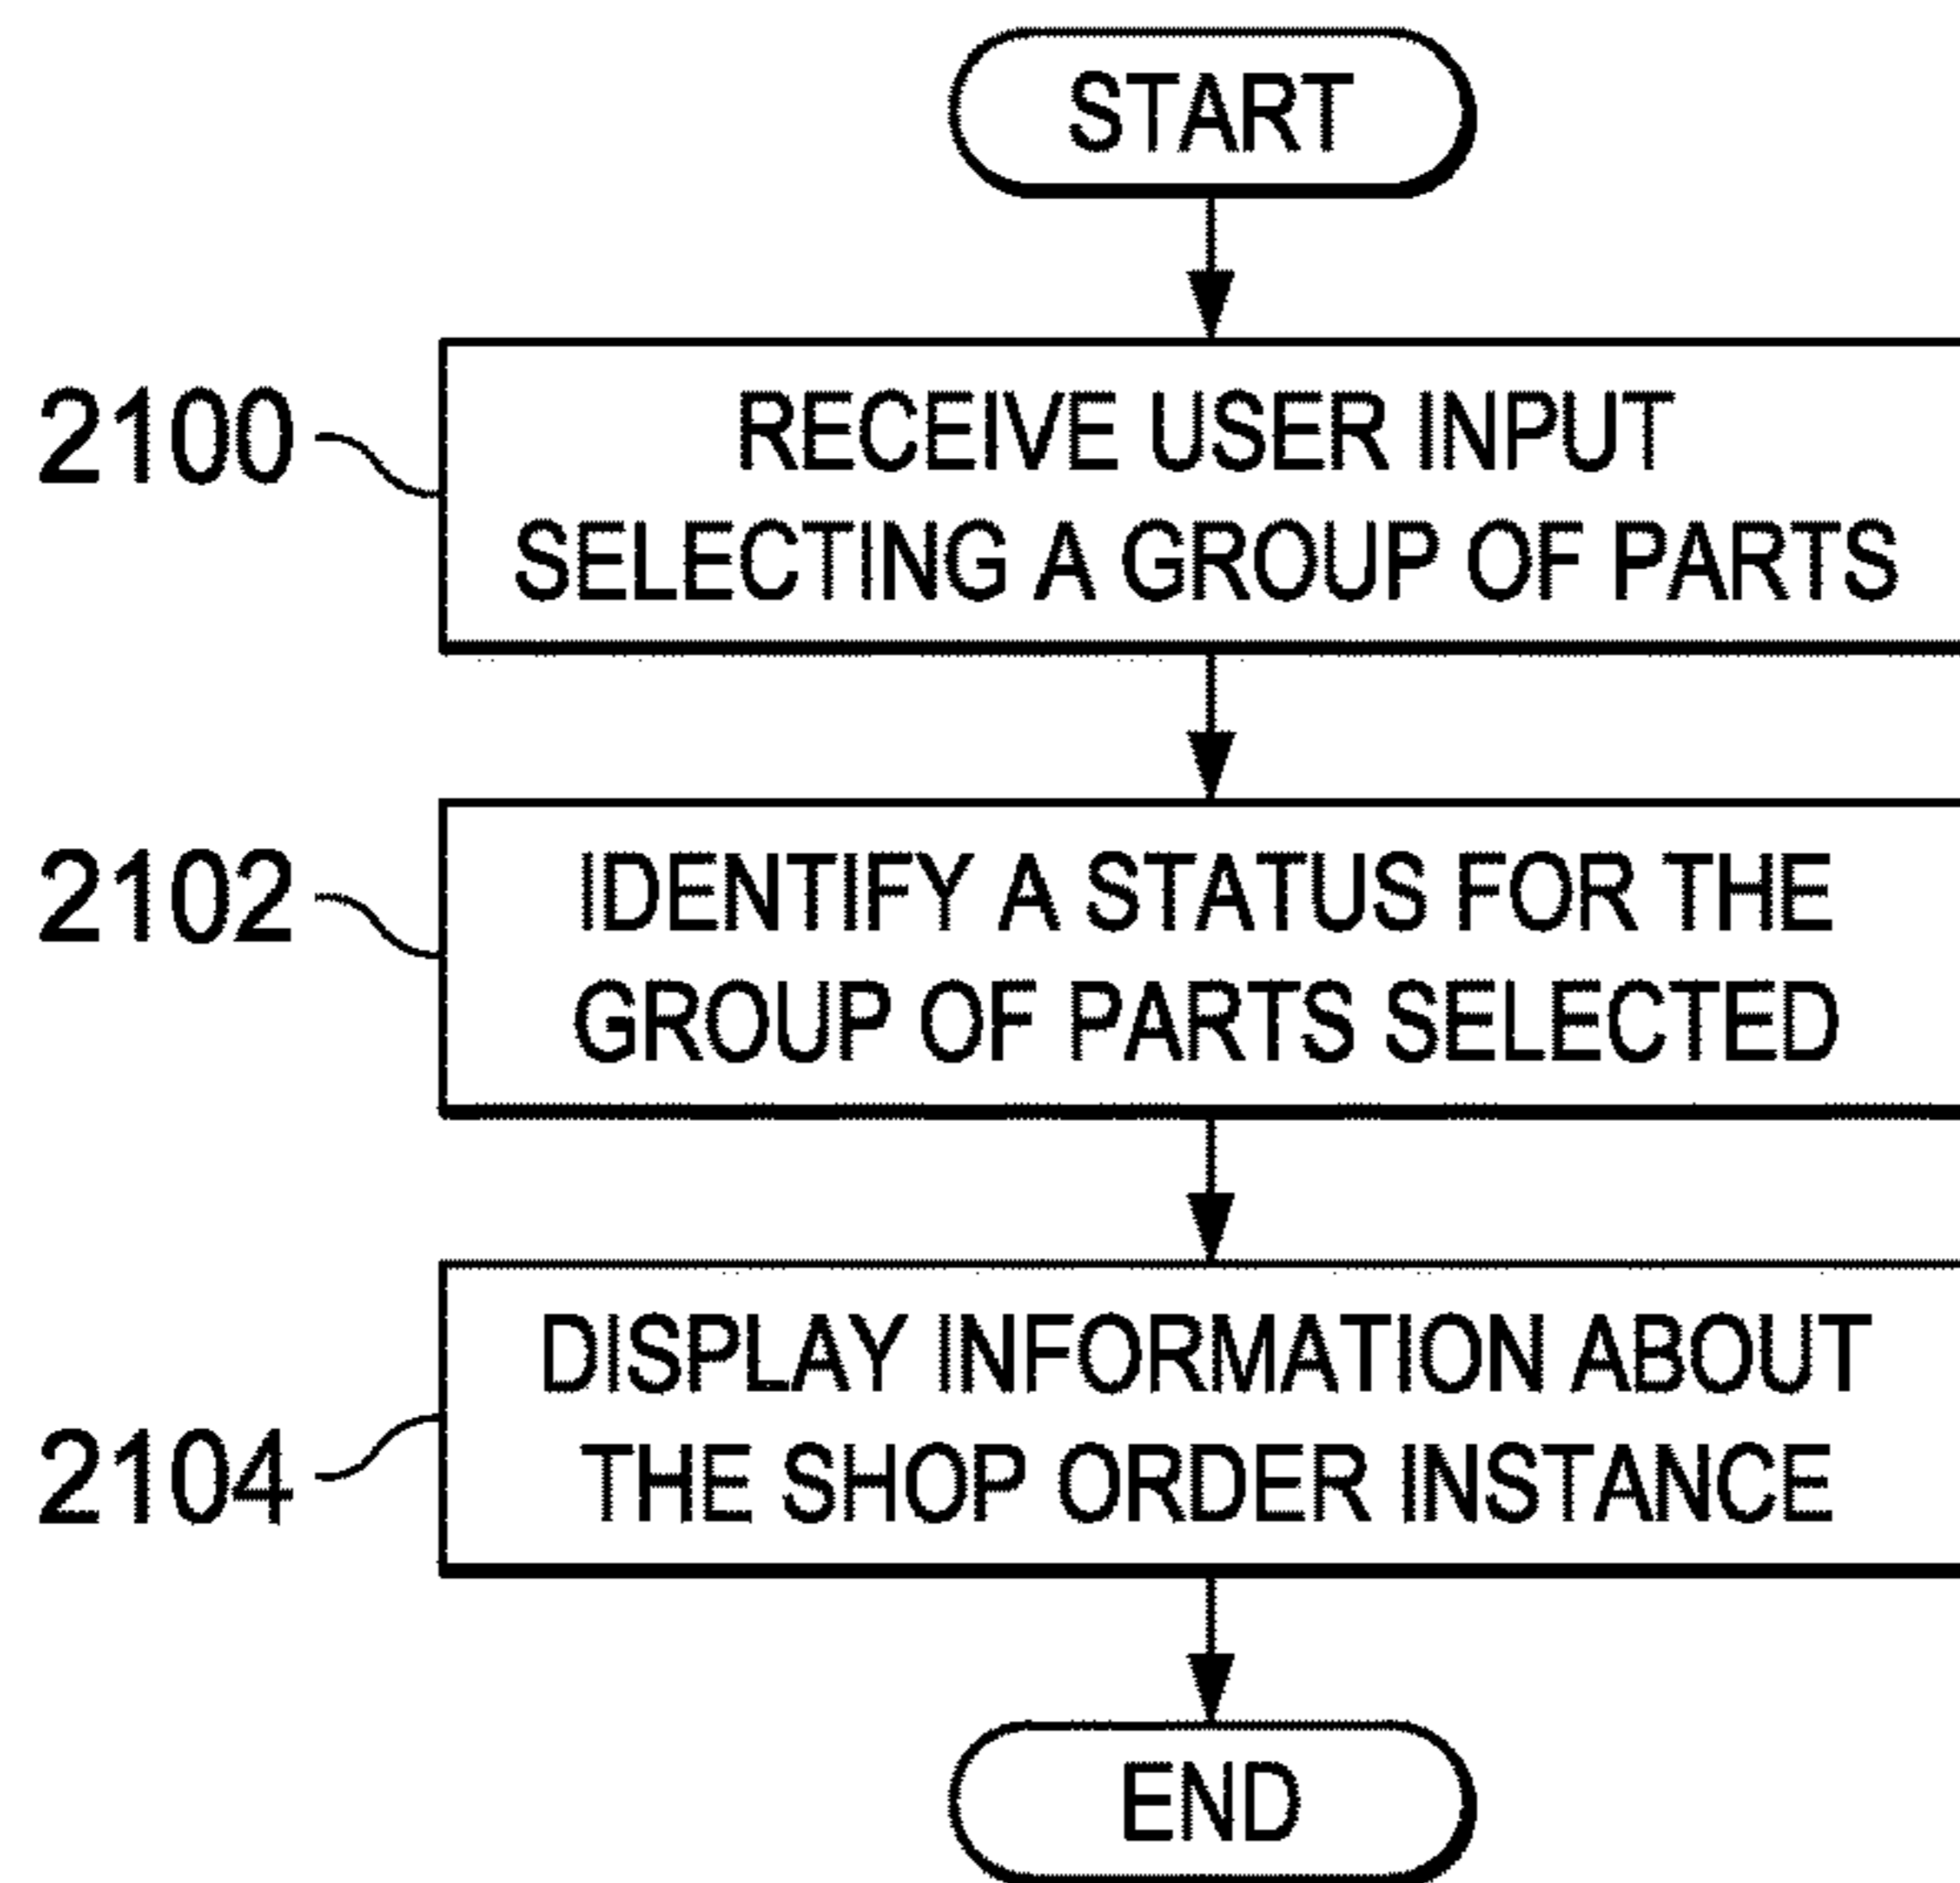 START
2100
RECEIVE USER INPUT
SELECTING A GROUP OF PARTS
2102
IDENTIFY A STATUS FOR THE
GROUP OF PARTS SELECTED
2104
DISPLAY INFORMATION ABOUT
THE SHOP ORDER INSTANCE
END